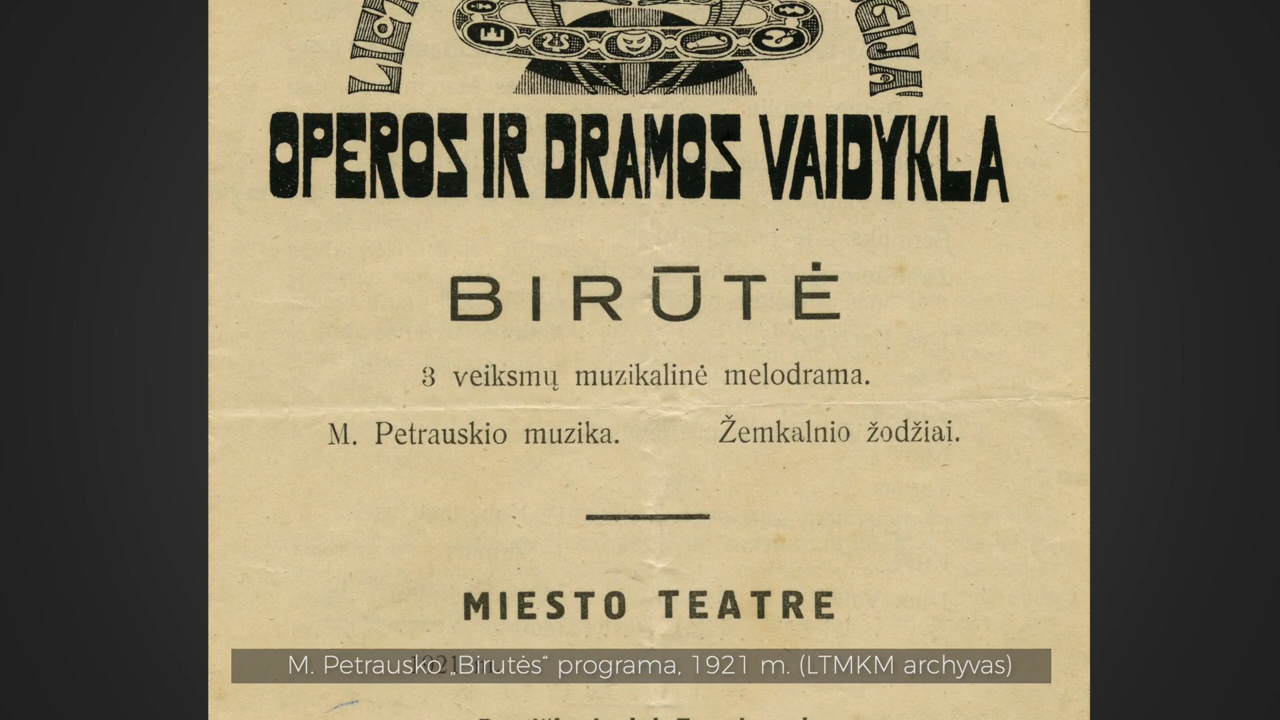 OPEROS IR DRAMOS VAIDYKLA
BIRŪTĖ
3 veiksmų muzikalinė melodrama.
M. Petrauskio muzika. Žemkalnio žodžiai.
MIESTO TEATRE
M. Petrausko „Birutės“ programa, 1921 m. (LTMKM archyvas)